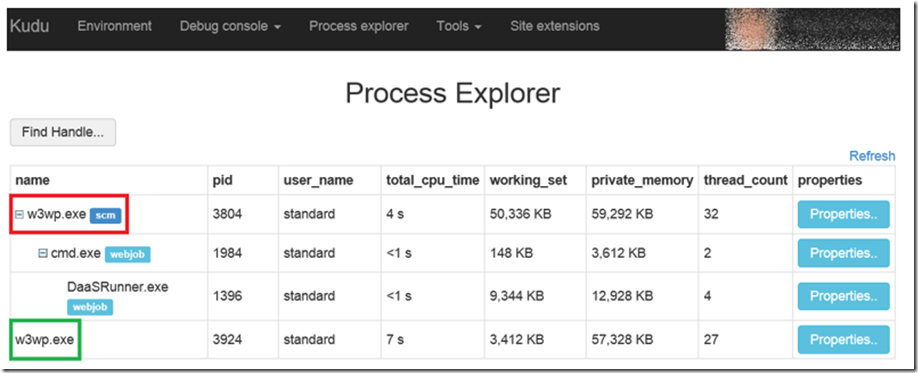 Kudu Environment Debug console Process explorer Tools Site extensions
Process Explorer
Find Handle...
Refresh
name pid user_name total_cpu_time working_set private_memory thread_count properties
w3wp.exe scm 3804 standard 4 s 50,336 KB 59,292 KB 32 Properties..
cmd.exe webjob 1984 standard <1 s 148 KB 3,612 KB 2 Properties..
DaaSRunner.exe
webjob 1396 standard <1 s 9,344 KB 12,928 KB 4 Properties..
w3wp.exe 3924 standard 7 s 3,412 KB 57,328 KB 27 Properties..